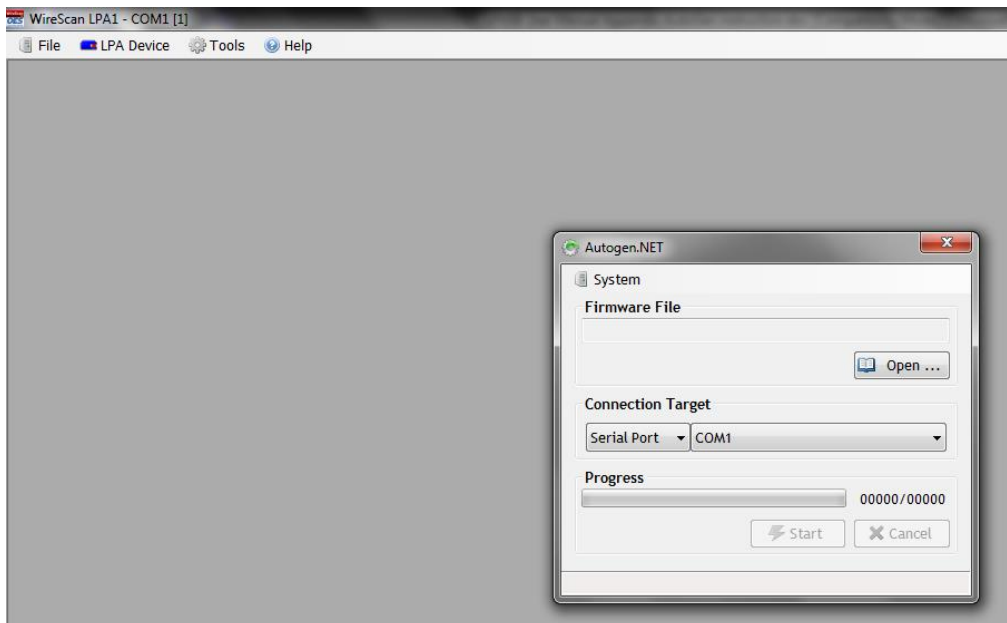 WireScan LPA1 - COM1 [1]
File LPA Device Tools Help
Autogen.NET
System
Firmware File
Open ...
Connection Target
Serial Port COM1
Progress
00000/00000
Start Cancel